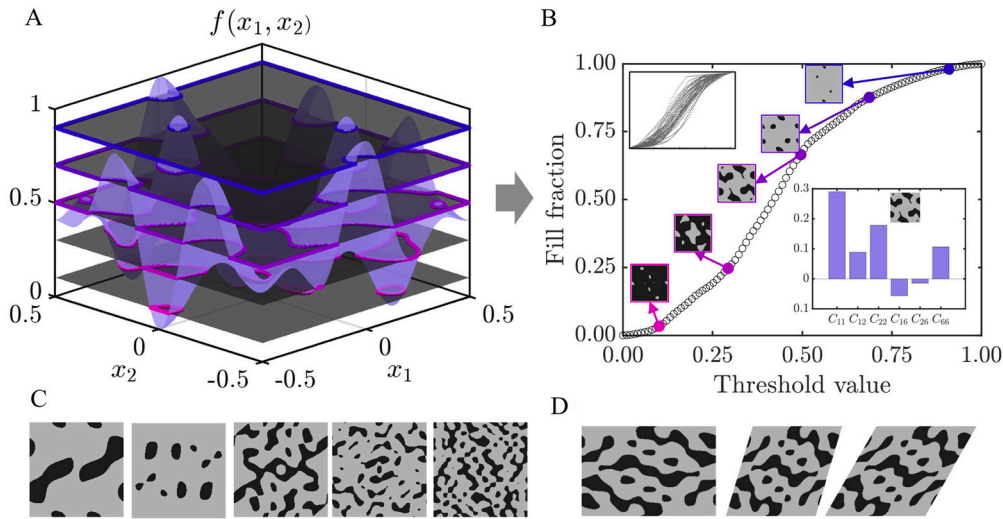 A
f(x₁, x₂)
1
0.5
0
0.5
0
-0.5
x₂
-0.5
0
0.5
x₁
B
1.00
0.75
0.50
0.25
0.00
Fill fraction
0.00 0.25 0.50 0.75 1.00
Threshold value
0.3
0.2
0.1
0
0.1
C₁₁ C₁₂ C₂₂ C₁₆ C₂₆ C₆₆
C
D